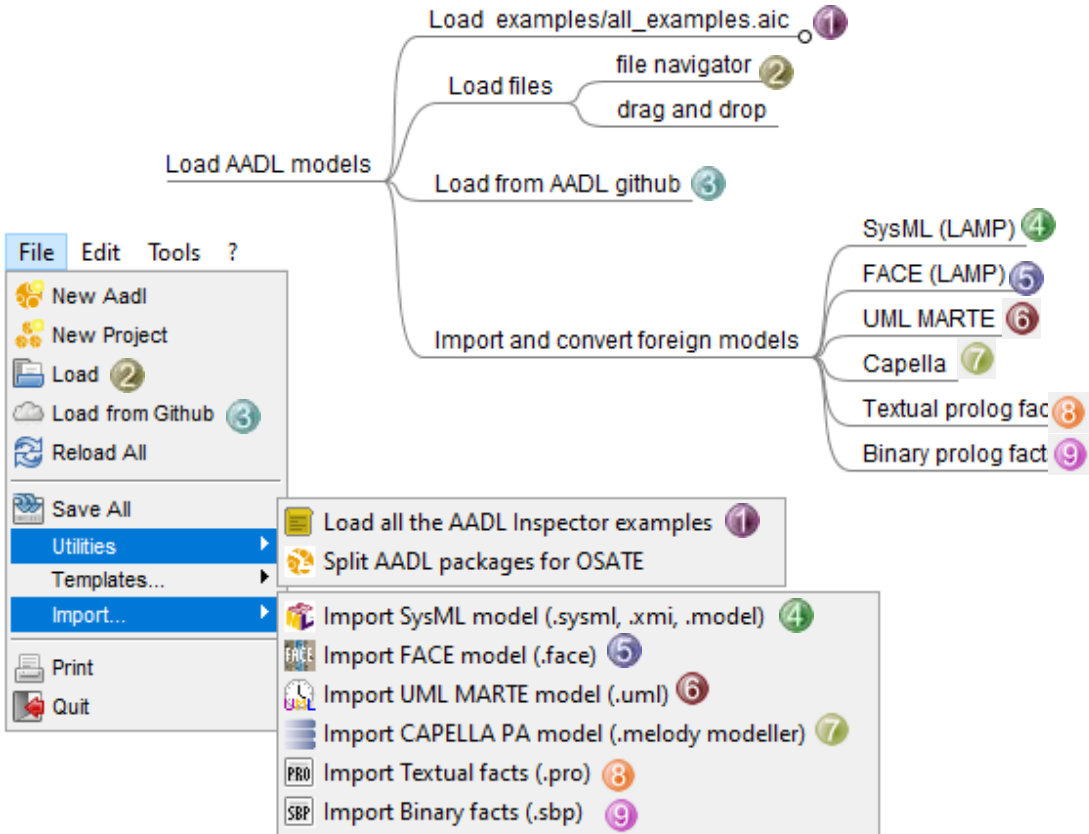 Load examples/all_examples.aic 1
Load files
file navigator 2
drag and drop
Load AADL models
Load from AADL github 3
Import and convert foreign models
SysML (LAMP) 4
FACE (LAMP) 5
UML MARTE 6
Capella 7
Textual prolog fac 8
Binary prolog fact 9
File Edit Tools ?
New Aadl
New Project
Load 2
Load from Github 3
Reload All
Save All
Utilities
Templates...
Import...
Print
Quit
Load all the AADL Inspector examples 1
Split AADL packages for OSATE
Import SysML model (.sysml, .xmi, .model) 4
FACE Import FACE model (.face) 5
Import UML MARTE model (.uml) 6
Import CAPELLA PA model (.melody modeller) 7
PRO Import Textual facts (.pro) 8
SBP Import Binary facts (.sbp) 9